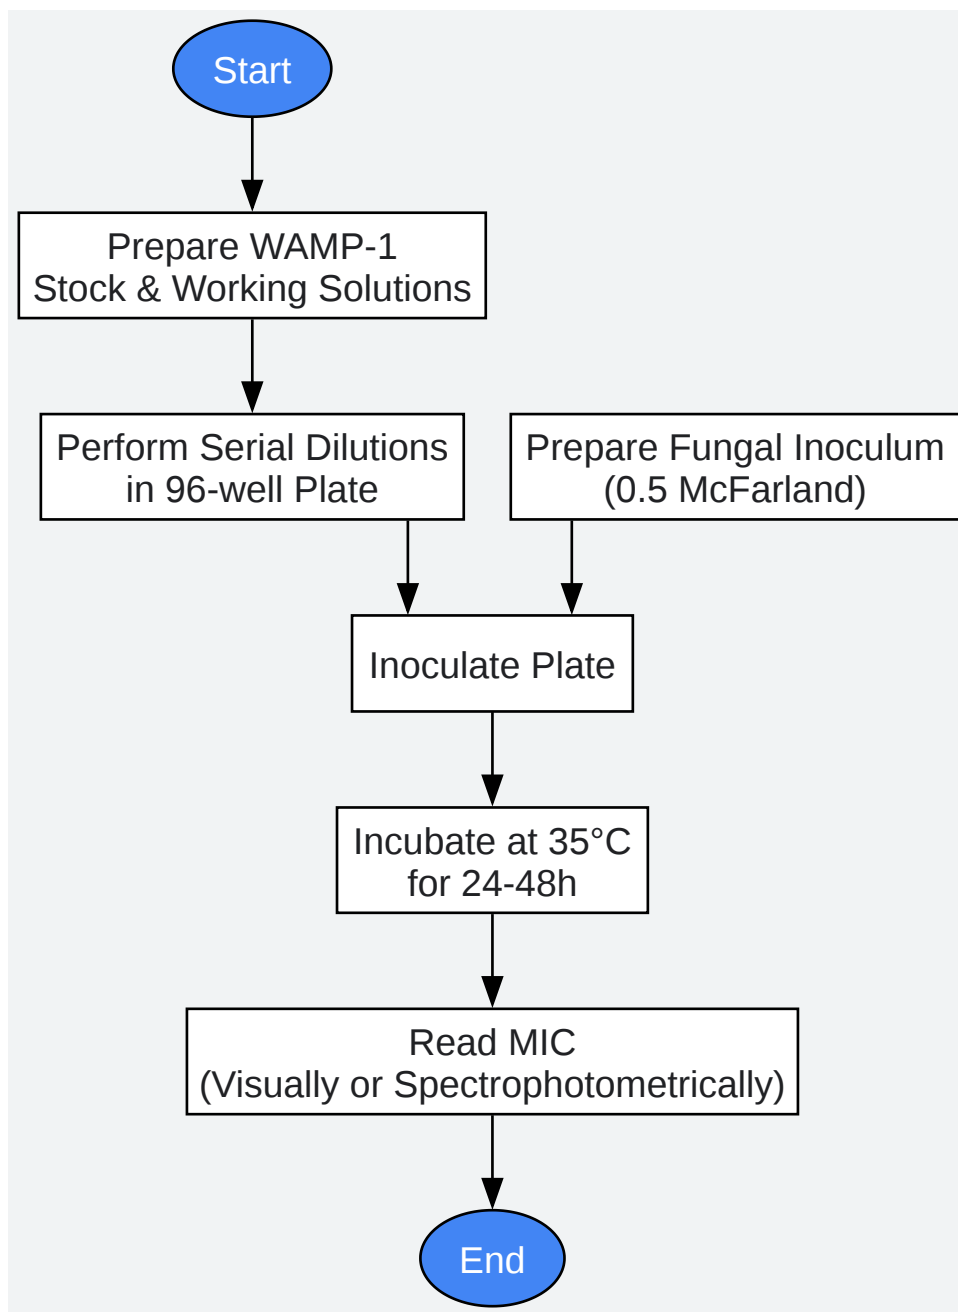 Start
Prepare WAMP-1
Stock & Working Solutions
Perform Serial Dilutions
in 96-well Plate
Prepare Fungal Inoculum
(0.5 McFarland)
Inoculate Plate
Incubate at 35°C
for 24-48h
Read MIC
(Visually or Spectrophotometrically)
End